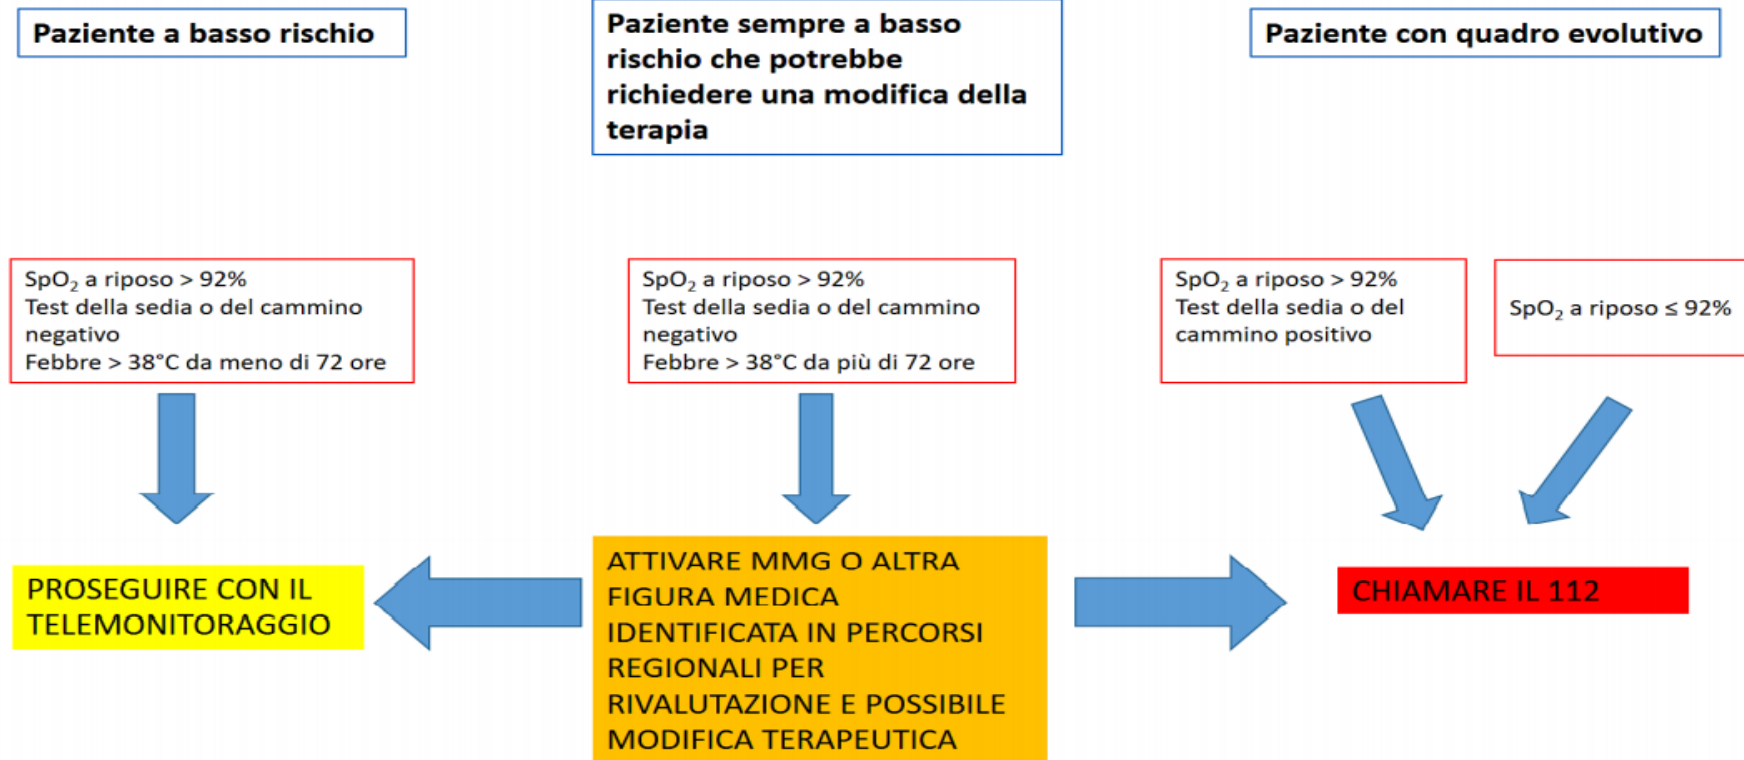 Paziente a basso rischio
Paziente sempre a basso
rischio che potrebbe
richiedere una modifica della
terapia
Paziente con quadro evolutivo
SpO₂ a riposo > 92%
Test della sedia o del cammino
negativo
Febbre > 38°C da meno di 72 ore
SpO₂ a riposo > 92%
Test della sedia o del cammino
negativo
Febbre > 38°C da più di 72 ore
SpO₂ a riposo > 92%
Test della sedia o del
cammino positivo
SpO₂ a riposo ≤ 92%
PROSEGUIRE CON IL
TELEMONITORAGGIO
ATTIVARE MMG O ALTRA
FIGURA MEDICA
IDENTIFICATA IN PERCORSI
REGIONALI PER
RIVALUTAZIONE E POSSIBILE
MODIFICA TERAPEUTICA
CHIAMARE IL 112